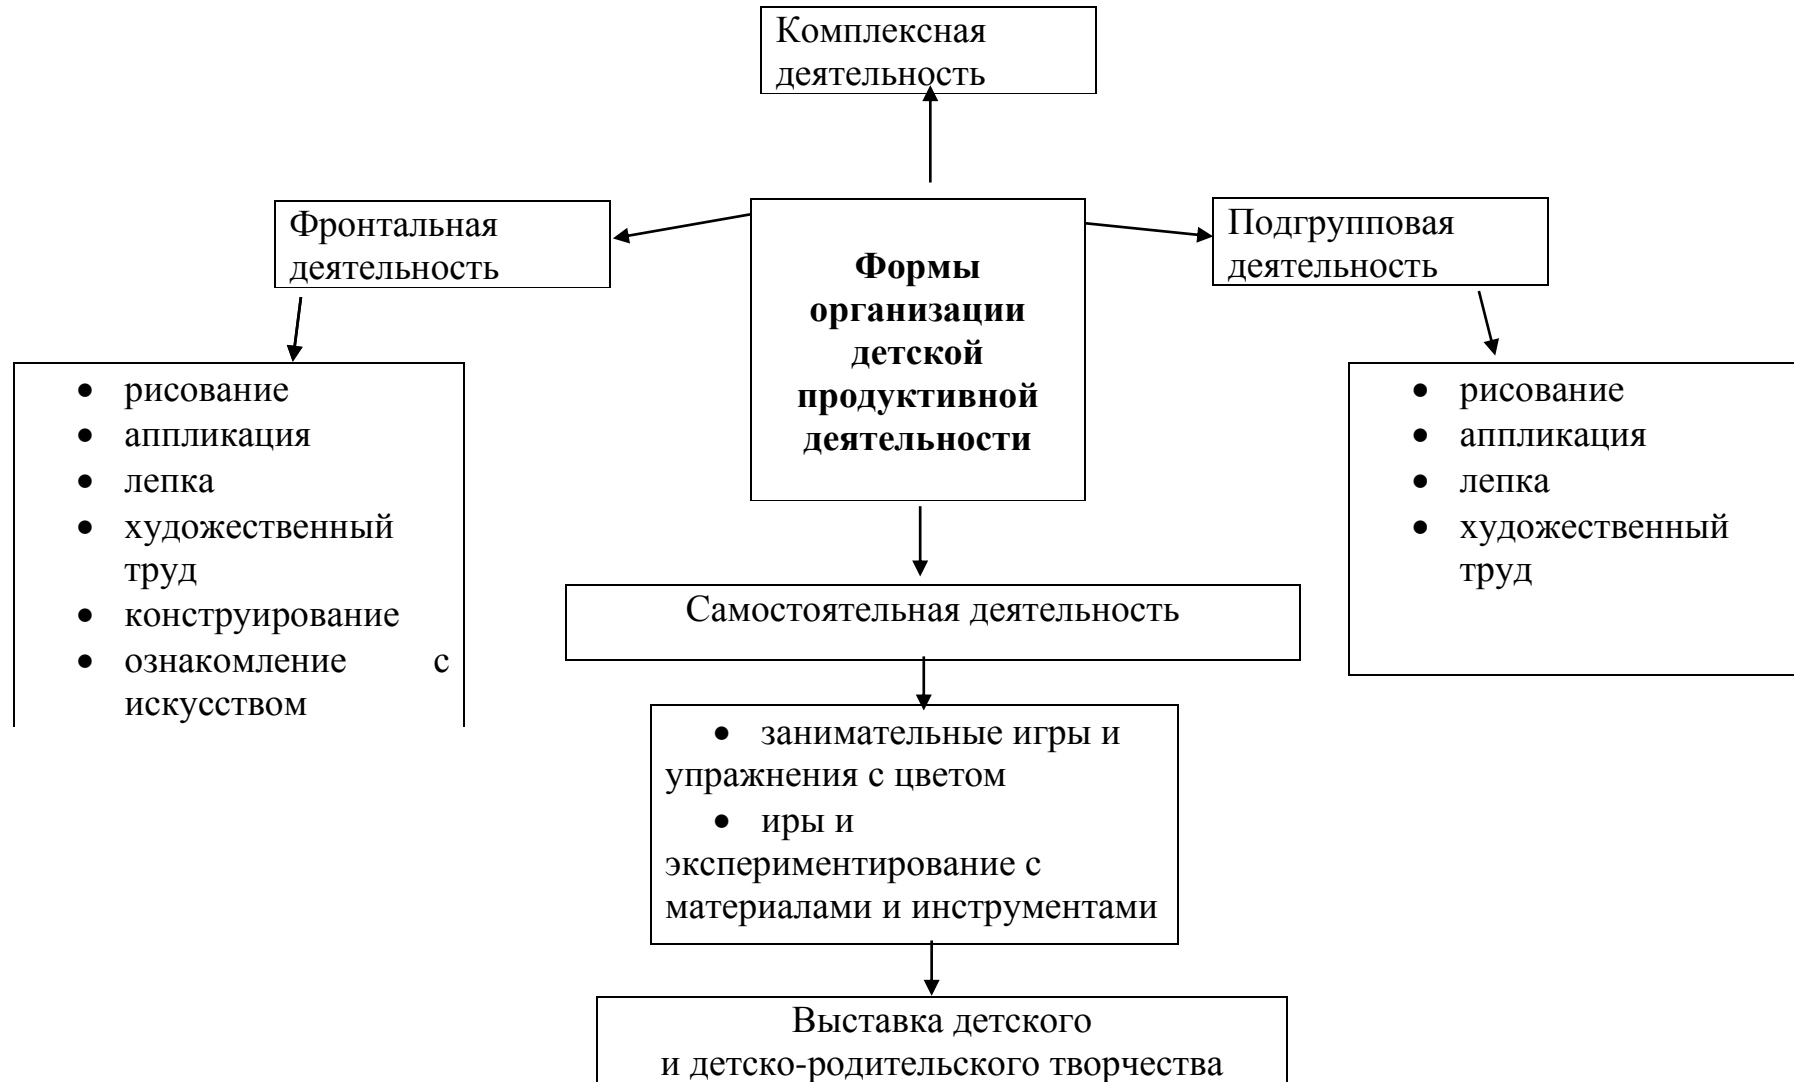 Комплексная
деятельность
Фронтальная
деятельность
Формы
организации
детской
продуктивной
деятельности
Подгрупповая
деятельность
• рисование
• аппликация
• лепка
• художественный
труд
• конструирование
• ознакомление с
искусством
• рисование
• аппликация
• лепка
• художественный
труд
Самостоятельная деятельность
• занимательные игры и
упражнения с цветом
• иры и
экспериментирование с
материалами и инструментами
Выставка детского
и детско-родительского творчества